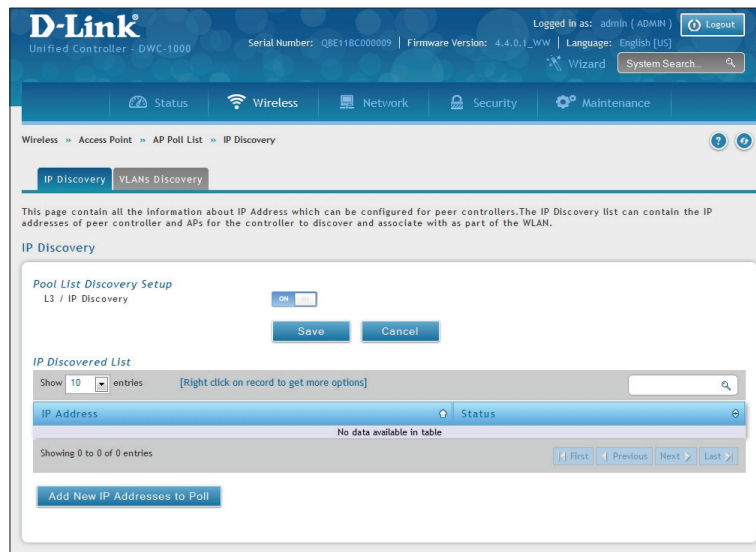 D-Link
Unified Controller - DWC-1000
Logged in as: admin ( ADMIN )
Logout
Serial Number: QBE11BC000009 | Firmware Version: 4.4.0.1_WW | Language: English [US]
Wizard
System Search...
Status
Wireless
Network
Security
Maintenance
Wireless » Access Point » AP Poll List » IP Discovery
?
IP Discovery
VLANs Discovery
This page contain all the information about IP Address which can be configured for peer controllers.The IP Discovery list can contain the IP
addresses of peer controller and APs for the controller to discover and associate with as part of the WLAN.
IP Discovery
Pool List Discovery Setup
L3 / IP Discovery
ON
Save
Cancel
IP Discovered List
Show 10 entries
[Right click on record to get more options]
IP Address
Status
No data available in table
Showing 0 to 0 of 0 entries
First
Previous
Next
Last
Add New IP Addresses to Poll